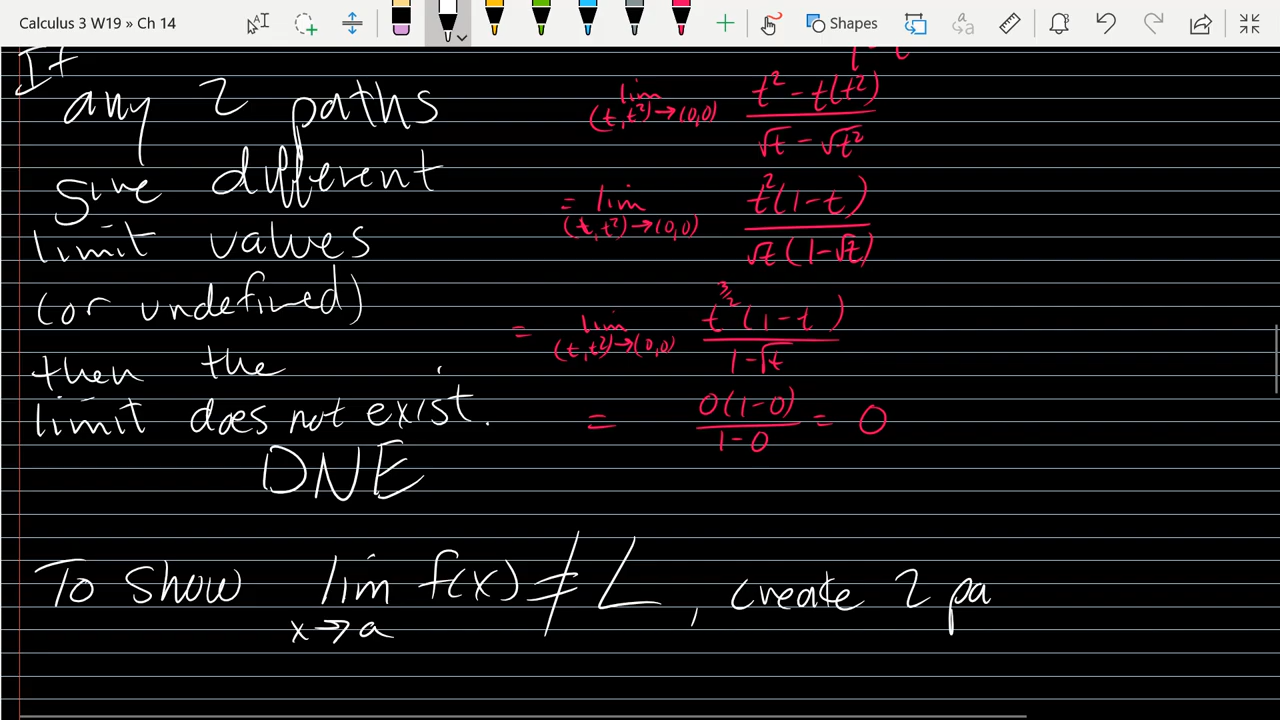 Calculus 3 W19 » Ch 14
Shapes
If
any 2 paths
give different
limit values
(or undefined)
then the
limit does not exist.
DNE
lim (t,t²)→(0,0) t² - t(t²) / √t - √t²
= lim (t,t²)→(0,0) t²(1-t) / √t(1-√t)
= lim (t,t²)→(0,0) t^(3/2)(1-t) / 1-√t
= 0(1-0) / 1-0 = 0
To show lim x→a f(x) ≠ L, create 2 pa